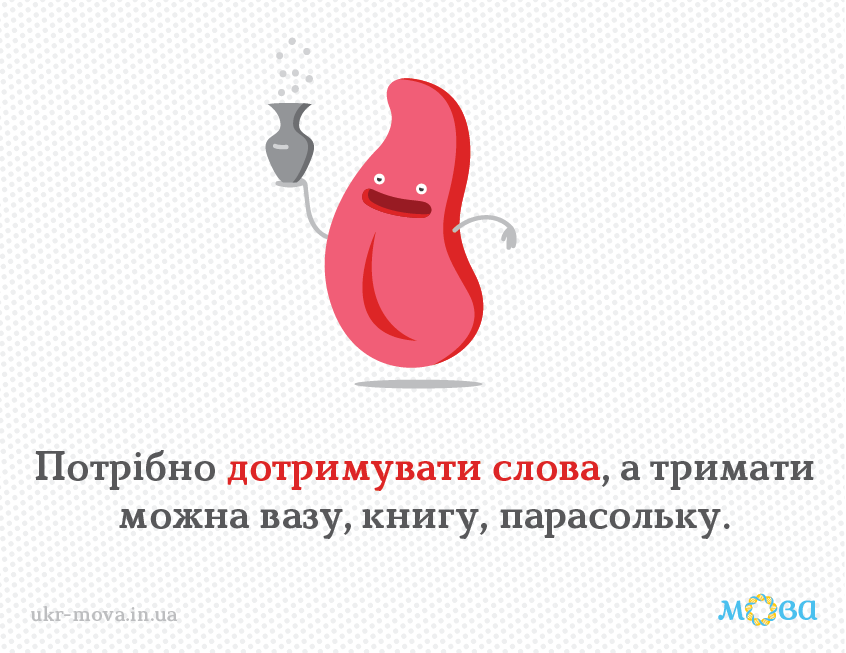 Потрібно дотримувати слова, а тримати
можна вазу, книгу, парасольку.
ukr-mova.in.ua
мова